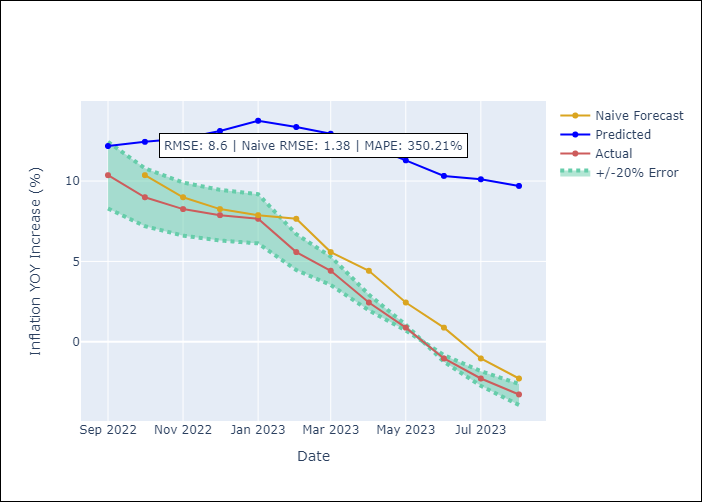 Naive Forecast
Predicted
Actual
+/-20% Error
RMSE: 8.6 | Naive RMSE: 1.38 | MAPE: 350.21%
Inflation YOY Increase (%)
10
5
0
Sep 2022
Nov 2022
Jan 2023
Mar 2023
May 2023
Jul 2023
Date